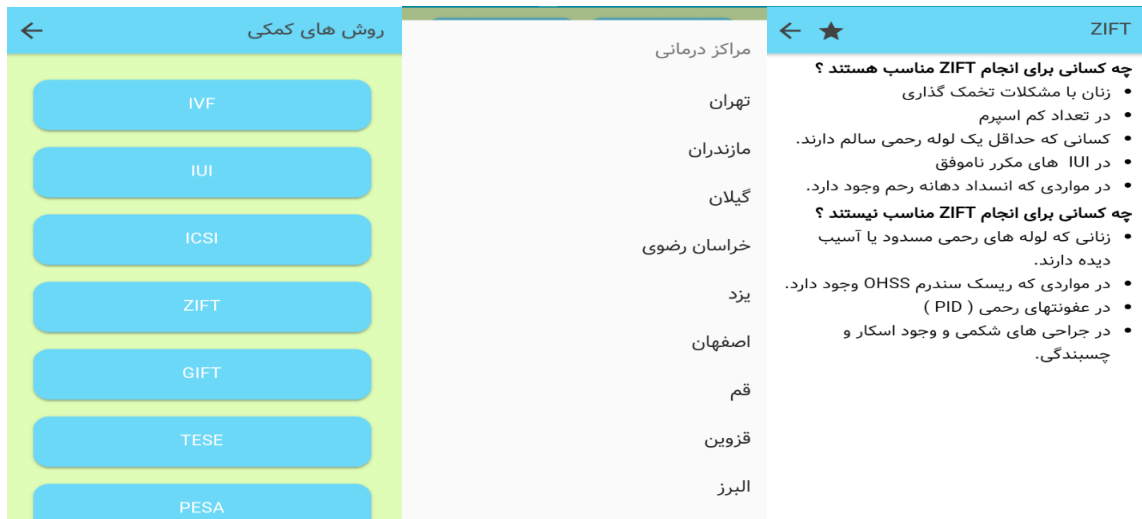 روش های کمکی
IVF
IUI
ICSI
ZIFT
GIFT
TESE
PESA
مراکز درمانی
تهران
مازندران
گیلان
خراسان رضوی
یزد
اصفهان
قم
قزوین
البرز
ZIFT
چه کسانی برای انجام ZIFT مناسب هستند ؟
• زنان با مشکلات تخمک گذاری
• در تعداد کم اسپرم
• کسانی که حداقل یک لوله رحمی سالم دارند.
• در IUI های مکرر ناموفق
• در مواردی که انسداد دهانه رحم وجود دارد.
چه کسانی برای انجام ZIFT مناسب نیستند ؟
• زنانی که لوله های رحمی مسدود یا آسیب
دیده دارند.
• در مواردی که ریسک سندرم OHSS وجود دارد.
• در عفونتهای رحمی ( PID )
• در جراحی های شکمی و وجود اسکار و
چسبندگی.